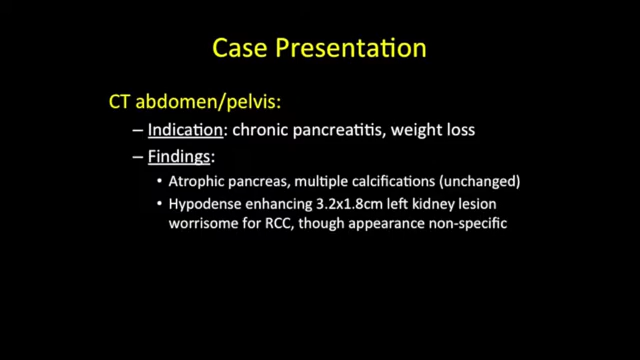 Case Presentation
CT abdomen/pelvis:
– Indication: chronic pancreatitis, weight loss
– Findings:
• Atrophic pancreas, multiple calcifications (unchanged)
• Hypodense enhancing 3.2x1.8cm left kidney lesion
worrisome for RCC, though appearance non-specific